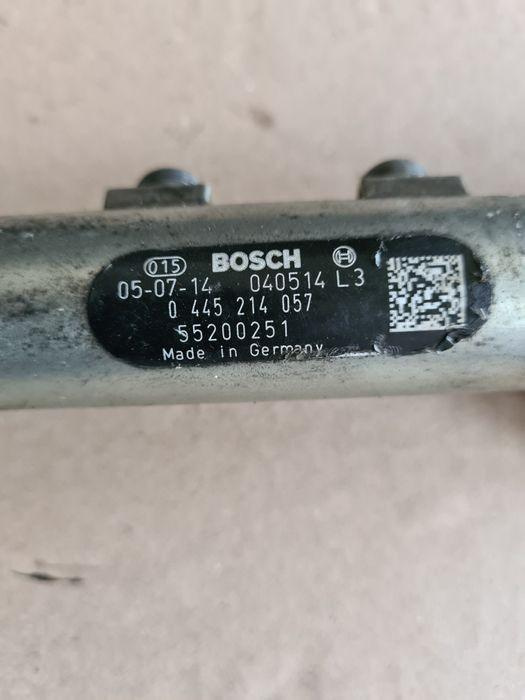 015 BOSCH
05-07-14 040514 L3
0 445 214 057
55200251
Made in Germany